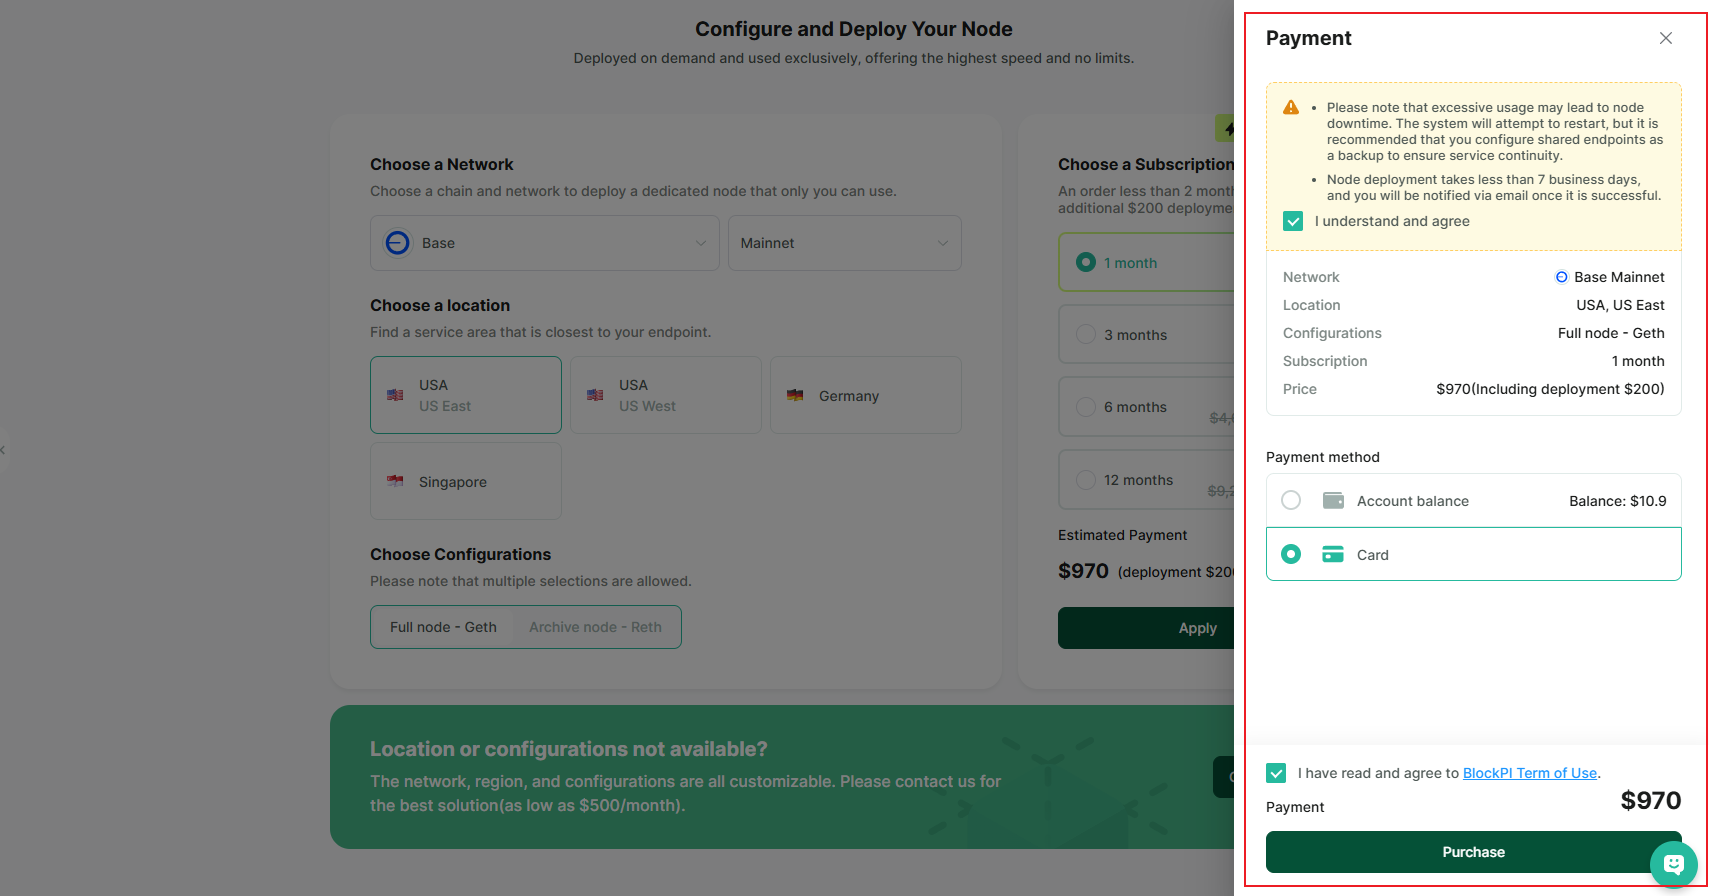 Configure and Deploy Your Node
Deployed on demand and used exclusively, offering the highest speed and no limits.
Choose a Network
Choose a chain and network to deploy a dedicated node that only you can use.
Base
Mainnet
Choose a location
Find a service area that is closest to your endpoint.
USA
US East
USA
US West
Germany
Singapore
Choose Configurations
Please note that multiple selections are allowed.
Full node - Geth
Archive node - Reth
Choose a Subscription
An order less than 2
additional $200
1 month
3 months
6 months
12 months
Estimated Payment
$970 (deployment
Apply
Location or configurations not available?
The network, region, and configurations are all customizable. Please contact us for
the best solution(as low as $500/month).
Payment
Please note that excessive usage may lead to node
downtime. The system will attempt to restart, but it is
recommended that you configure shared endpoints as
a backup to ensure service continuity.
Node deployment takes less than 7 business days,
and you will be notified via email once it is successful.
I understand and agree
Network Base Mainnet
Location USA, US East
Configurations Full node - Geth
Subscription 1 month
Price $970(Including deployment $200)
Payment method
Account balance Balance: $10.9
Card
I have read and agree to BlockPI Term of Use.
Payment $970
Purchase